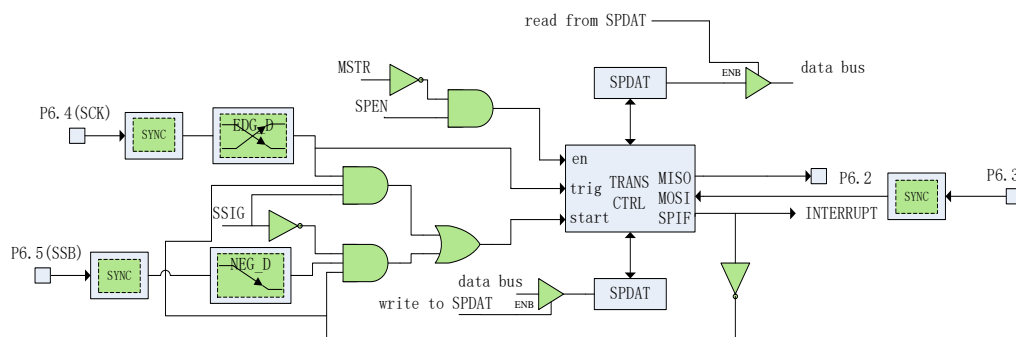 read from SPDAT
MSTR
SPDAT
ENB
data bus
SPEN
P6.4(SCK)
SYNC
EDG_D
en
trig
start
TRANS
CTRL
MISO
MOSI
SPIF
P6.2
SYNC
P6.3
INTERRUPT
SSIG
P6.5(SSB)
SYNC
NEG_D
data bus
write to SPDAT
ENB
SPDAT